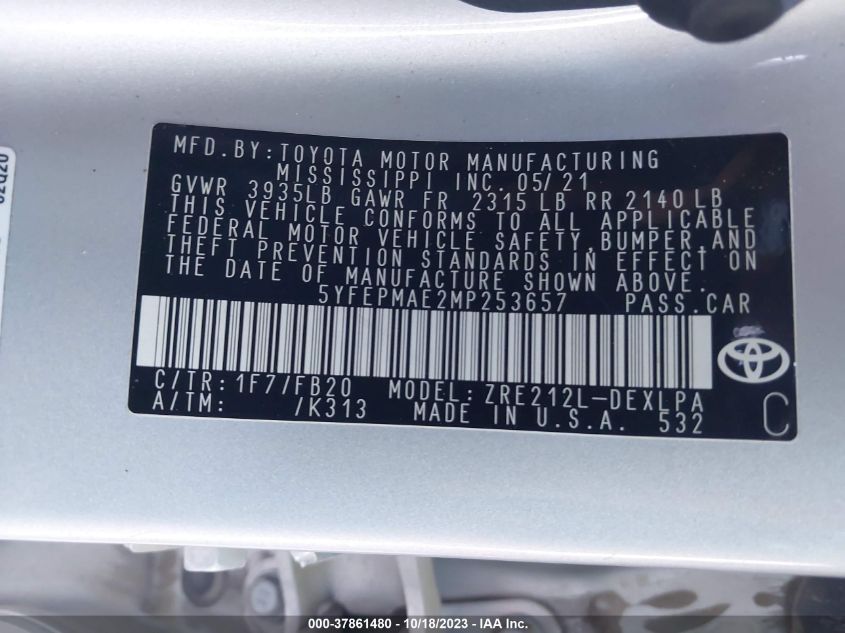 MFD.BY:TOYOTA MOTOR MANUFACTURING
MISSISSIPPI INC. 05/21
GVWR 3935LB GAWR FR 2315 LB RR 2140 LB
THIS VEHICLE CONFORMS TO ALL APPLICABLE
FEDERAL MOTOR VEHICLE SAFETY,BUMPER,AND
THEFT PREVENTION STANDARDS IN EFFECT ON
THE DATE OF MANUFACTURE SHOWN ABOVE.
5YFEPMAE2MP253657 PASS.CAR
C/TR:1F7/FB20 MODEL:ZRE212L-DEXLPA
A/TM: /K313 MADE IN U.S.A. 532
C
000-37861480 - 10/18/2023 - IAA Inc.